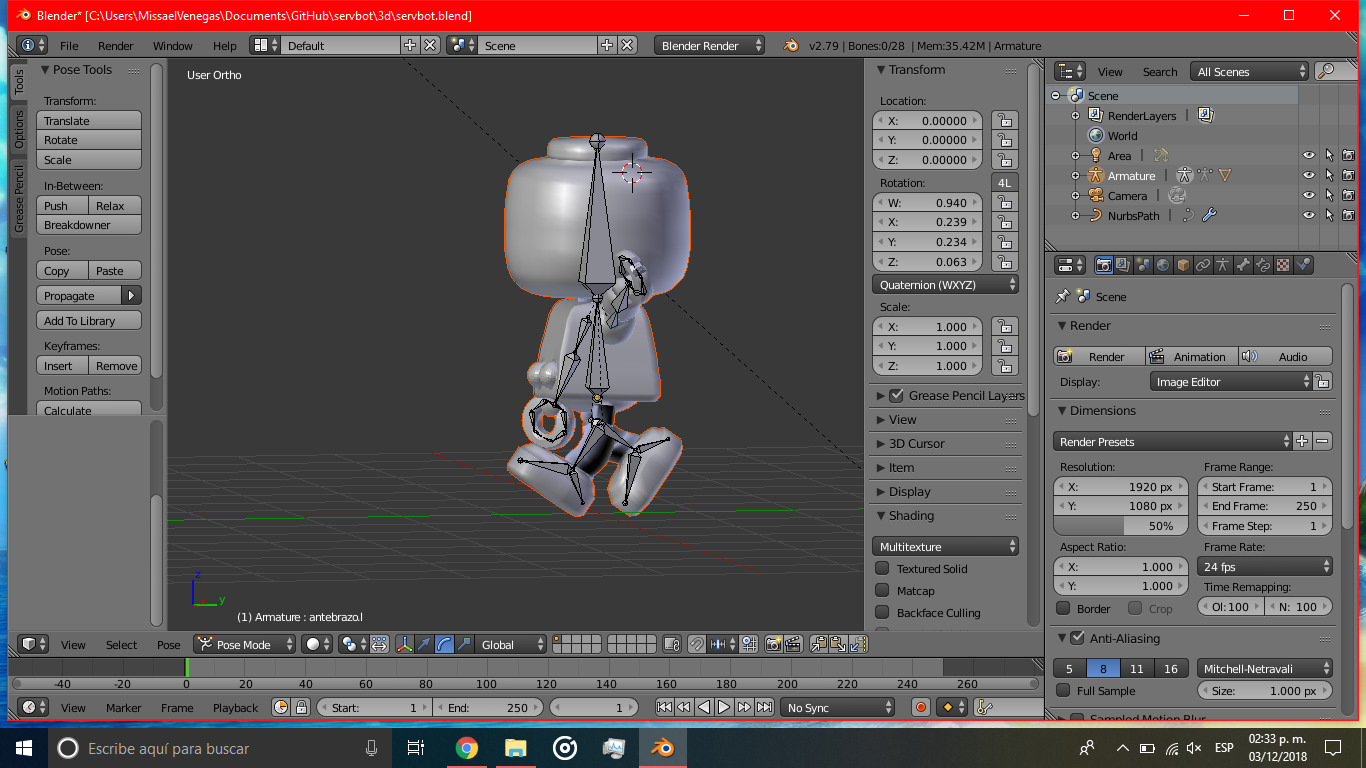 Blender* [C:\Users\MissaelVenegas\Documents\GitHub\servbot\3d\servbot.blend]
File Render Window Help Default Scene Blender Render v2.79 | Bones:0/28 | Mem:35.42M | Armature
Tools
Options
Grease Pencil
Pose Tools
Transform:
Translate
Rotate
Scale
In-Between:
Push Relax
Breakdowner
Pose:
Copy Paste
Propagate
Add To Library
Keyframes:
Insert Remove
Motion Paths:
Calculate
User Ortho
z
y
(1) Armature : antebrazo.l
Transform
Location:
X: 0.00000
Y: 0.00000
Z: 0.00000
Rotation: 4L
W: 0.940
X: 0.239
Y: 0.234
Z: 0.063
Quaternion (WXYZ)
Scale:
X: 1.000
Y: 1.000
Z: 1.000
Grease Pencil Layers
View
3D Cursor
Item
Display
Shading
Multitexture
Textured Solid
Matcap
Backface Culling
View Search All Scenes
Scene
RenderLayers
World
Area
Armature
Camera
NurbsPath
Scene
Render
Render Animation Audio
Display: Image Editor
Dimensions
Render Presets
Resolution: Frame Range:
X: 1920 px Start Frame: 1
Y: 1080 px End Frame: 250
50% Frame Step: 1
Aspect Ratio: Frame Rate:
X: 1.000 24 fps
Y: 1.000 Time Remapping:
Border Crop Ol: 100 N: 100
Anti-Aliasing
5 8 11 16 Mitchell-Netravali
Full Sample Size: 1.000 px
Sampled Motion Blur
View Select Pose Pose Mode Global
-40 -20 0 20 40 60 80 100 120 140 160 180 200 220 240 260
View Marker Frame Playback Start: 1 End: 250 1 No Sync
Escribe aquí para buscar
ESP
02:33 p. m.
03/12/2018